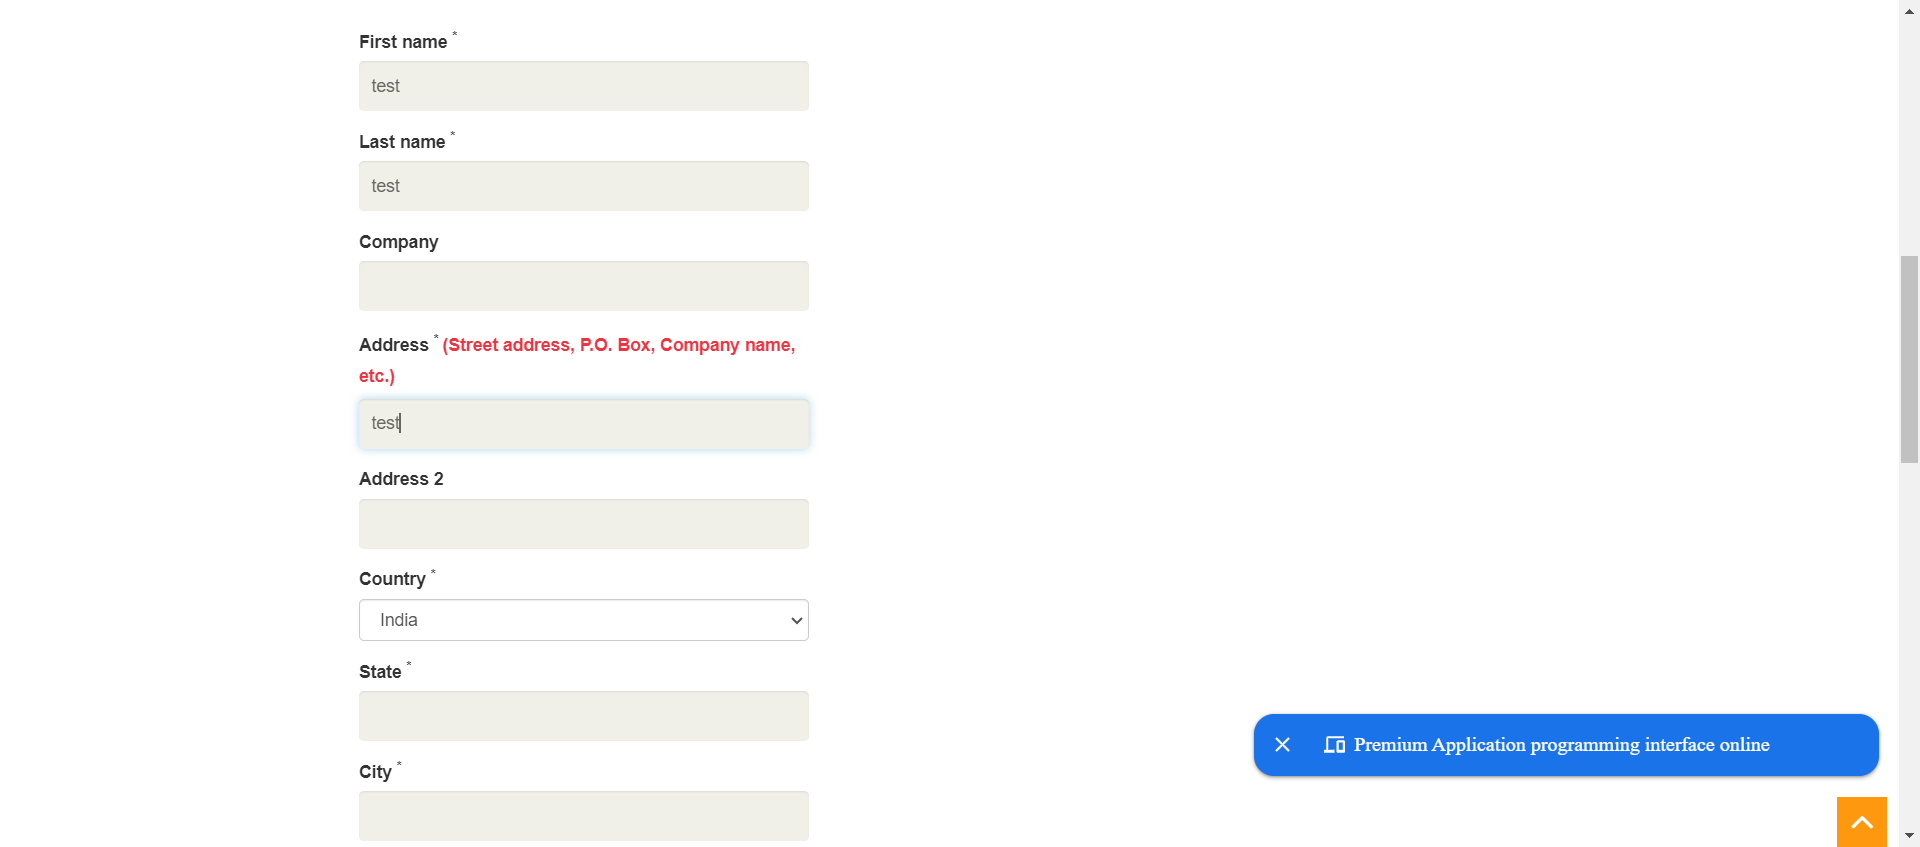 First name *
test
Last name *
test
Company
Address * (Street address, P.O. Box, Company name,
etc.)
test
Address 2
Country *
India
State *
Premium Application programming interface online
City *